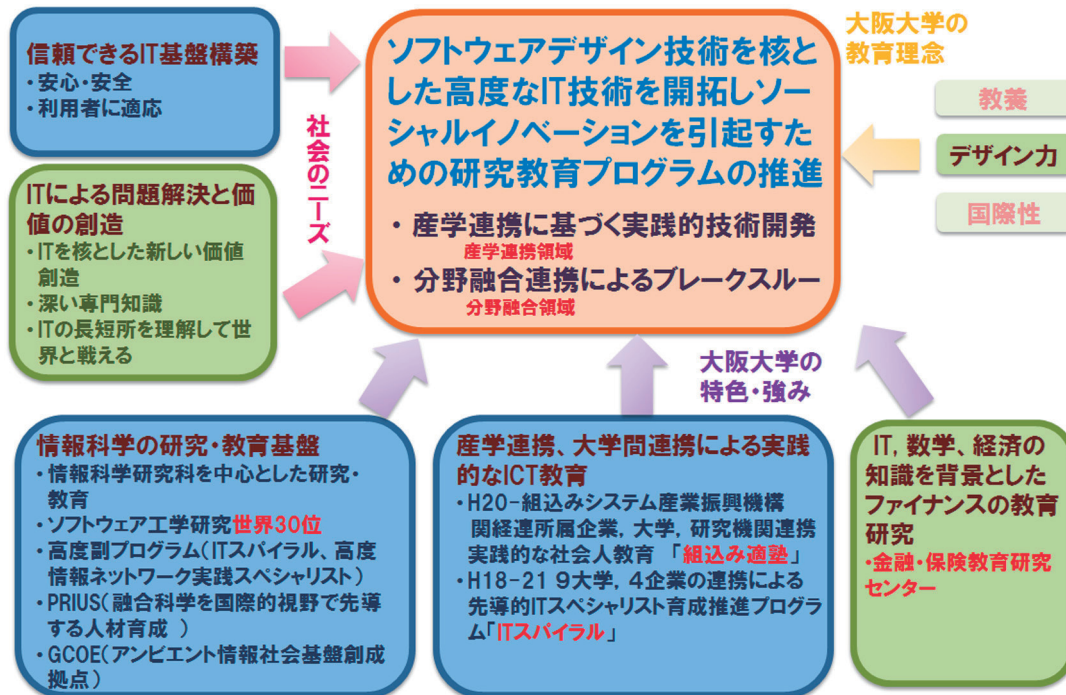 信頼できるIT基盤構築
・安心・安全
・利用者に適応
ITによる問題解決と価
値の創造
・ITを核とした新しい価値
創造
・深い専門知識
・ITの長短所を理解して世
界と戦える
社会のニーズ
ソフトウェアデザイン技術を核と
した高度なIT技術を開拓しソー
シャルイノベーションを引起すた
めの研究教育プログラムの推進
・産学連携に基づく実践的技術開発
産学連携領域
・分野融合連携によるブレークスルー
分野融合領域
大阪大学の
教育理念
教養
デザイン力
国際性
大阪大学の
特色・強み
情報科学の研究・教育基盤
・情報科学研究科を中心とした研究・
教育
・ソフトウェア工学研究世界30位
・高度副プログラム(ITスパイラル、高度
情報ネットワーク実践スペシャリスト)
・PRIUS(融合科学を国際的視野で先導
する人材育成 )
・GCOE(アンビエント情報社会基盤創成
拠点)
産学連携、大学間連携による実践
的なICT教育
・H20-組込みシステム産業振興機構
関経連所属企業, 大学, 研究機関連携
実践的な社会人教育 「組込み適塾」
・H18-21 9大学, 4企業の連携による
先導的ITスペシャリスト育成推進プログラ
ム「ITスパイラル」
IT, 数学、経済の
知識を背景とした
ファイナンスの教育
研究
・金融・保険教育研究
センター